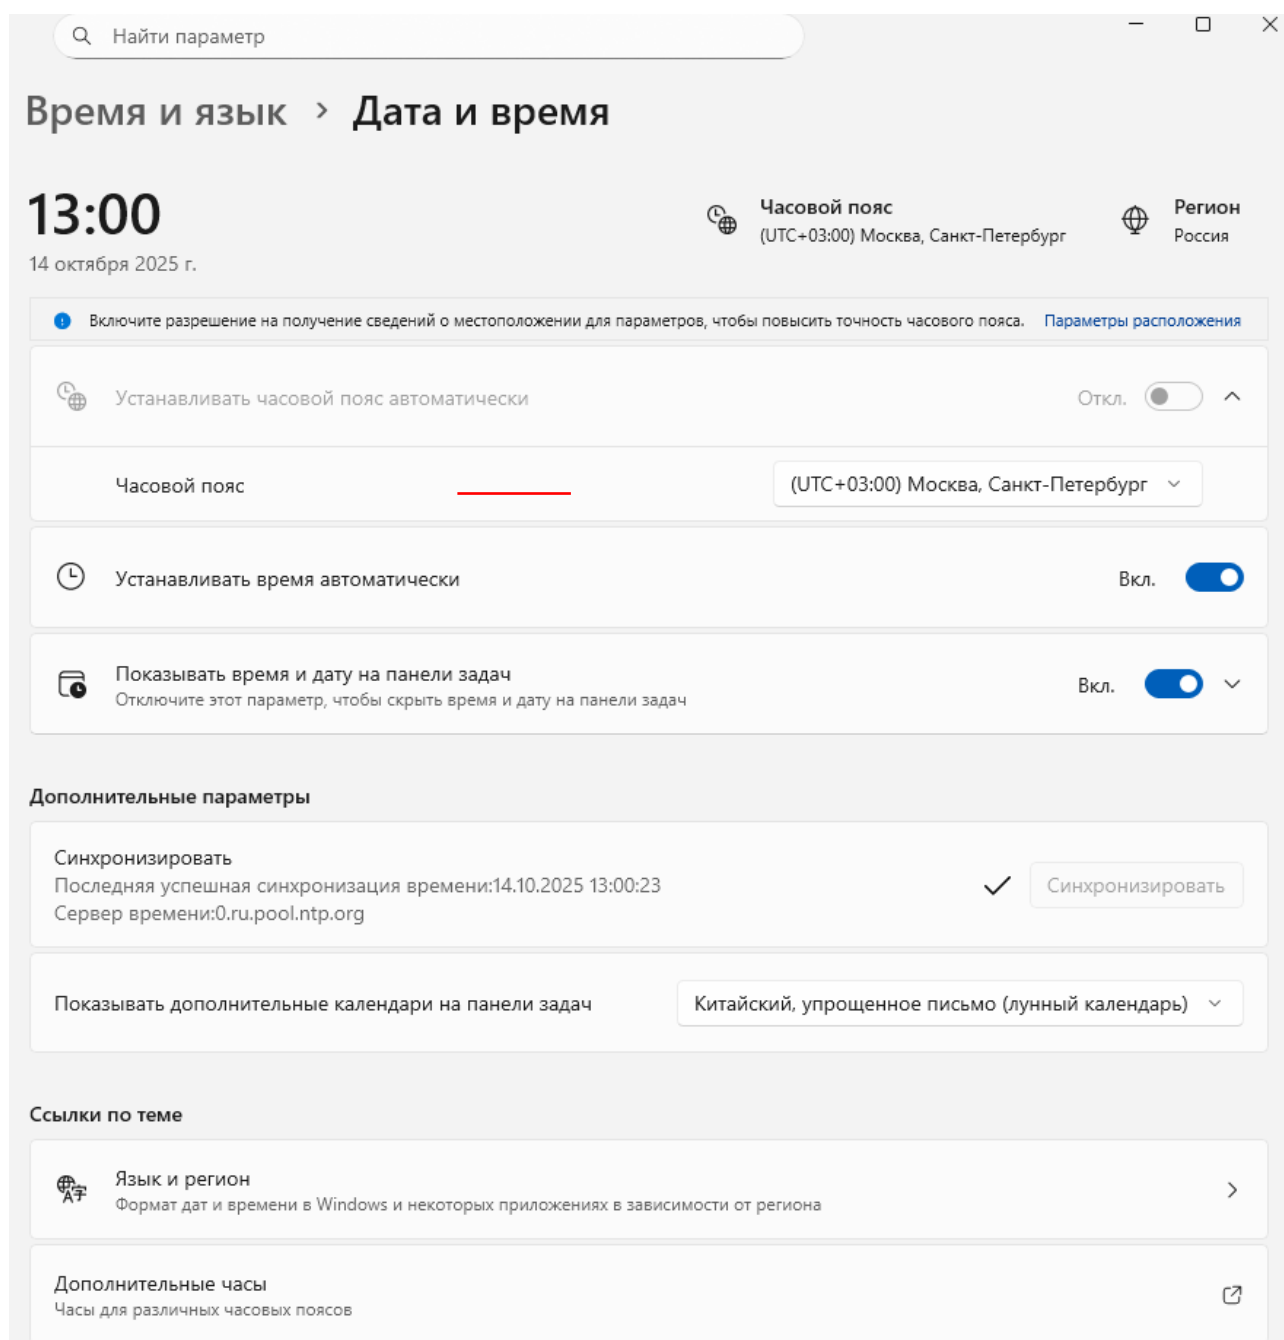 Найти параметр
Время и язык > Дата и время
13:00
14 октября 2025 г.
Часовой пояс
(UTC+03:00) Москва, Санкт-Петербург
Регион
Россия
Включите разрешение на получение сведений о местоположении для параметров, чтобы повысить точность часового пояса. Параметры расположения
Устанавливать часовой пояс автоматически Откл.
Часовой пояс (UTC+03:00) Москва, Санкт-Петербург
Устанавливать время автоматически Вкл.
Показывать время и дату на панели задач Вкл.
Отключите этот параметр, чтобы скрыть время и дату на панели задач
Дополнительные параметры
Синхронизировать
Последняя успешная синхронизация времени:14.10.2025 13:00:23
Сервер времени:0.ru.pool.ntp.org
Синхронизировать
Показывать дополнительные календари на панели задач Китайский, упрощенное письмо (лунный календарь)
Ссылки по теме
Язык и регион
Формат дат и времени в Windows и некоторых приложениях в зависимости от региона
Дополнительные часы
Часы для различных часовых поясов